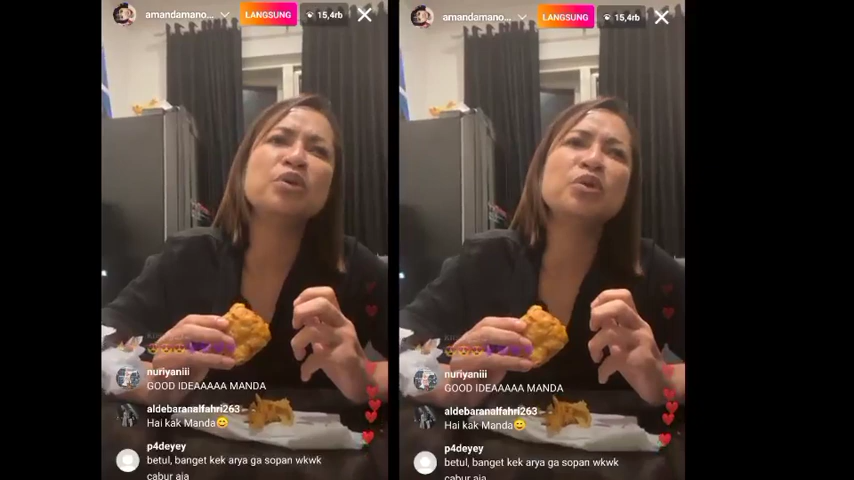 amandamano...
LANGSUNG
15,4rb
nuriyaniii
GOOD IDEAAAAA MANDA
aldebaranalfahri263
Hai kak Manda😊
p4deyey
betul, banget kek arya ga sopan wkwk
cabur aja
amandamano...
LANGSUNG
15,4rb
nuriyaniii
GOOD IDEAAAAA MANDA
aldebaranalfahri263
Hai kak Manda😊
p4deyey
betul, banget kek arya ga sopan wkwk
cabur aja